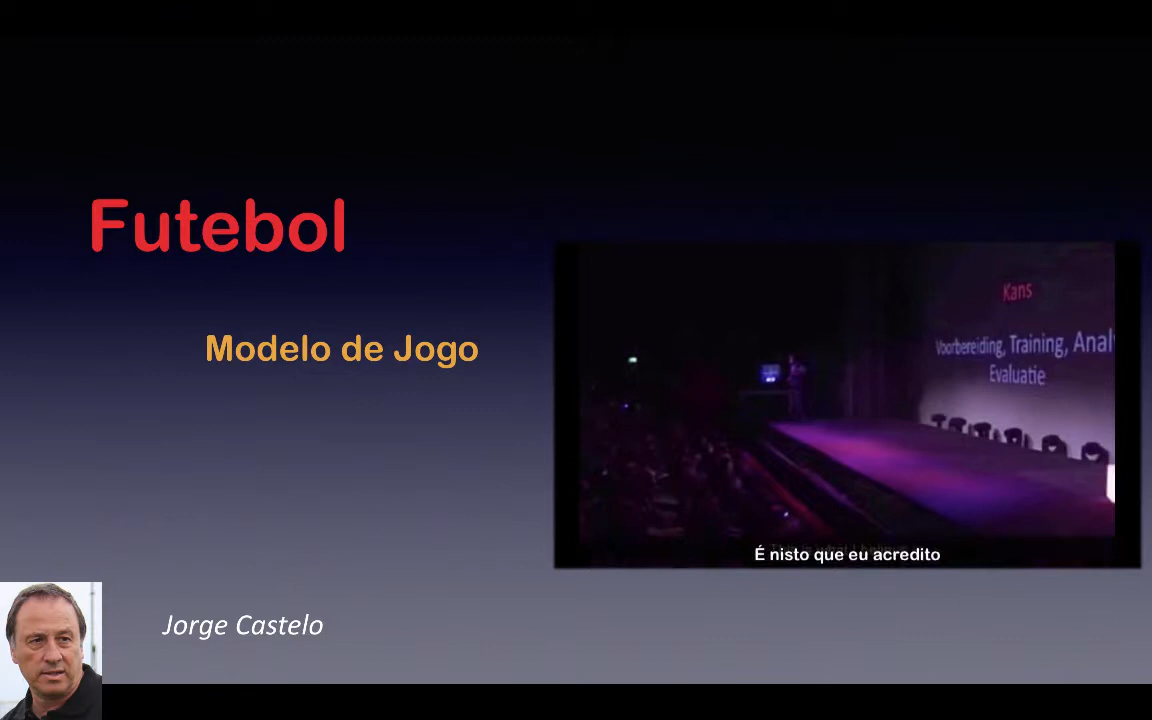 Futebol
Modelo de Jogo
Kans
Voorbereiding, Training, Anal
Evaluatie
É nisto que eu acredito
Jorge Castelo